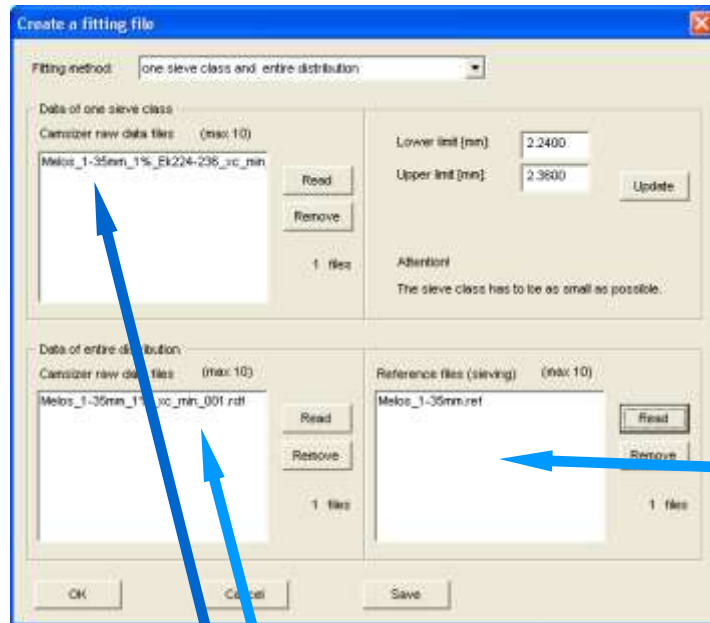 Create a fitting file
Fitting method: one sieve class and entire distribution
Data of one sieve class
Camsizer raw data files (max 10)
Melos_1-35mm_1%_Ek224-236_xc_min
Read
Remove
1 files
Lower limit [mm]: 2.2400
Upper limit [mm]: 2.3600
Update
Attention!
The sieve class has to be as small as possible.
Data of entire distribution
Camsizer raw data files (max 10)
Melos_1-35mm_1%_xc_min_001.rdf
Read
Remove
1 files
Reference files (sieving) (max 10)
Melos_1-35mm.ref
Read
Remove
1 files
OK
Cancel
Save